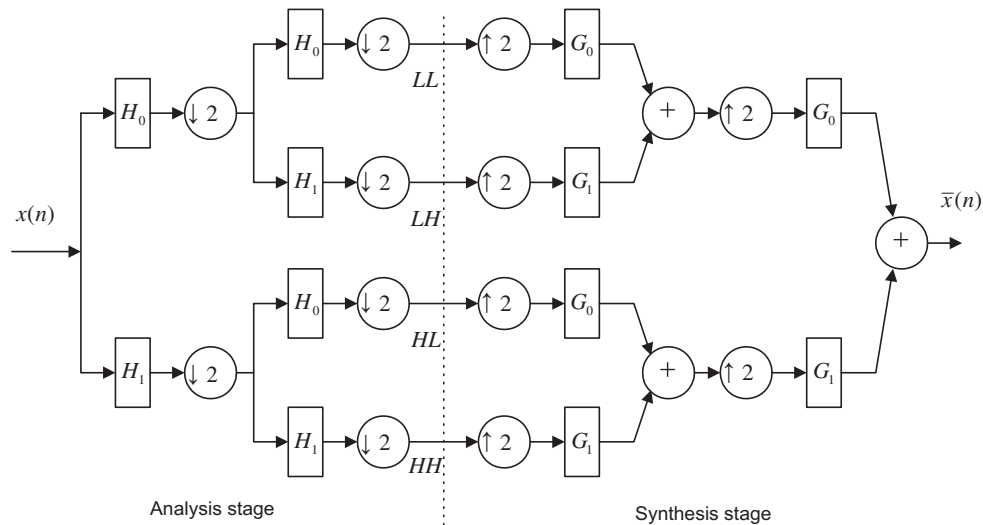 H₀ ↓ 2 LL ↑ 2 G₀
H₀ ↓ 2 + ↑ 2 G₀
H₁ ↓ 2 LH ↑ 2 G₁
x(n) + x̅(n)
H₀ ↓ 2 HL ↑ 2 G₀
H₁ ↓ 2 + ↑ 2 G₁
H₁ ↓ 2 HH ↑ 2 G₁
Analysis stage Synthesis stage